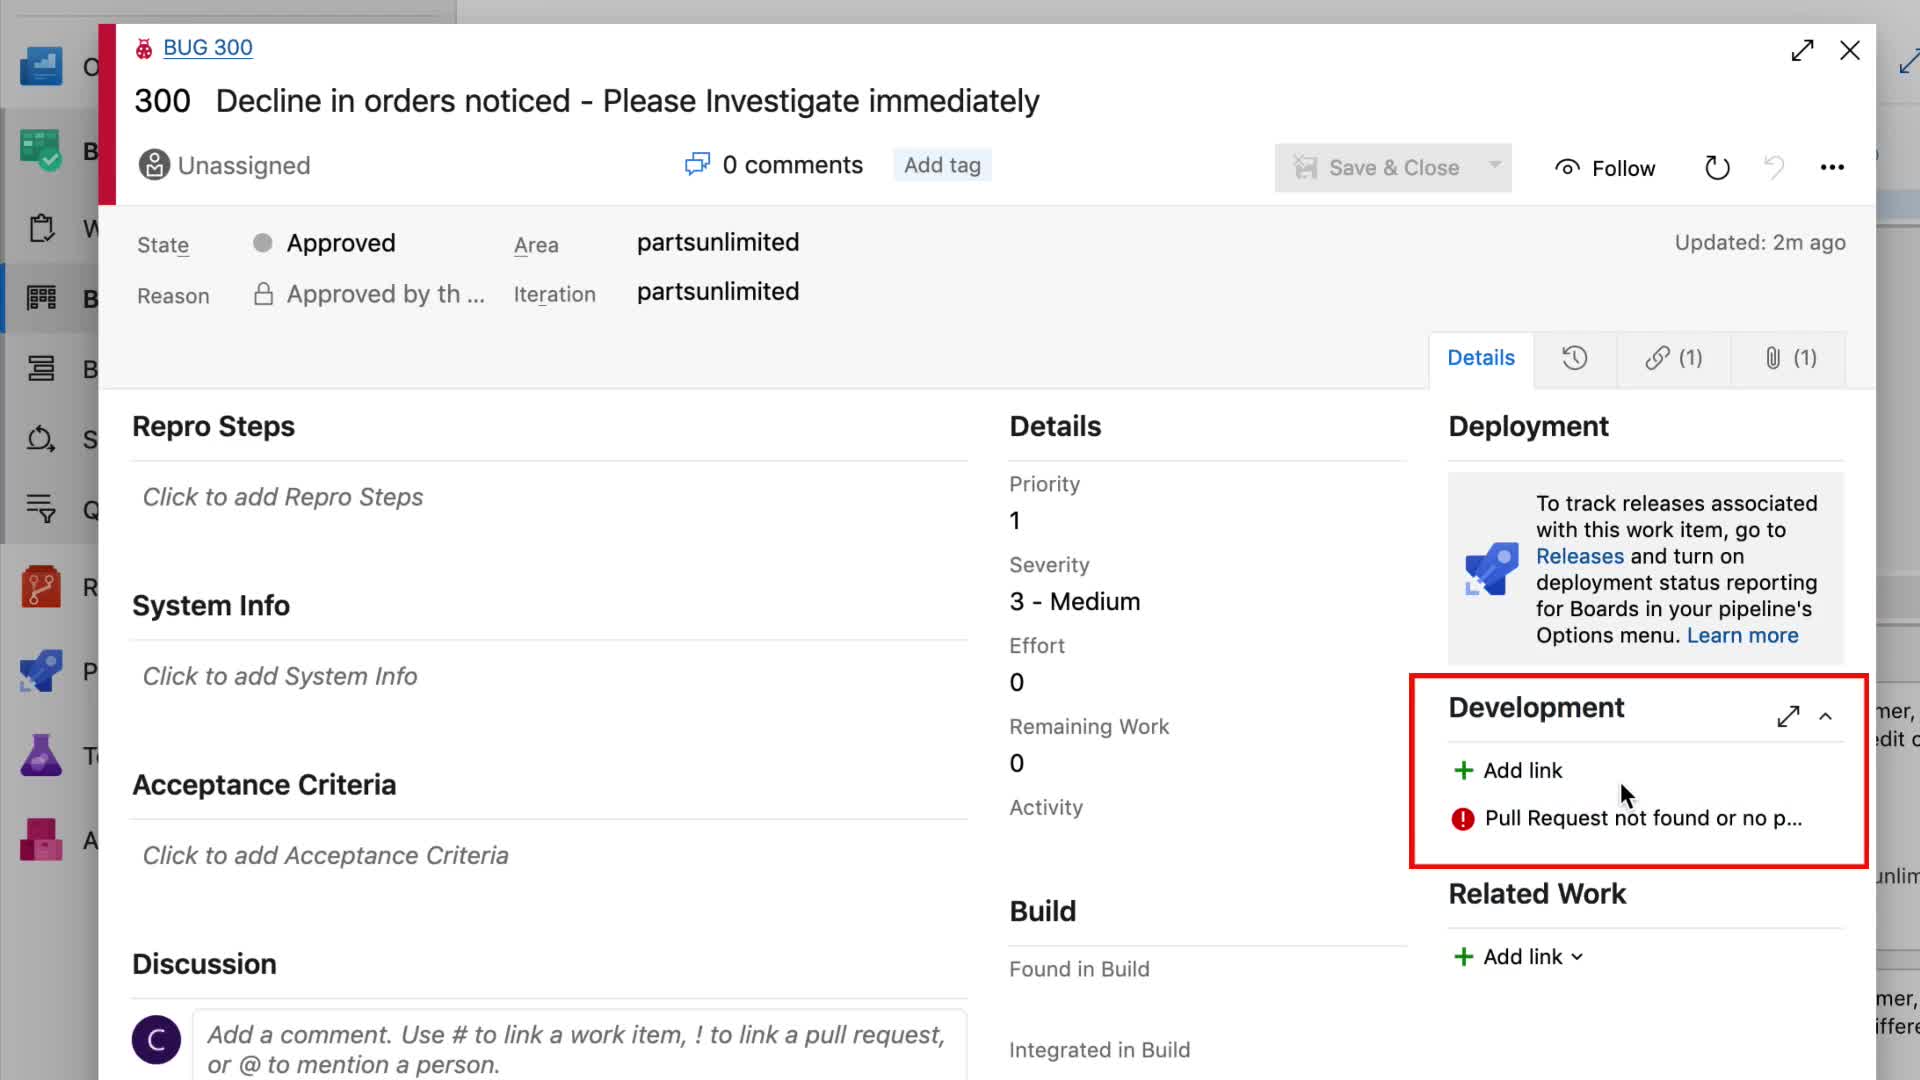 BUG 300
300 Decline in orders noticed - Please Investigate immediately
Unassigned
0 comments
Add tag
Save & Close
Follow
State
Approved
Area
partsunlimited
Updated: 2m ago
Reason
Approved by th ...
Iteration
partsunlimited
Details
(1)
(1)
Repro Steps
Click to add Repro Steps
System Info
Click to add System Info
Acceptance Criteria
Click to add Acceptance Criteria
Discussion
C
Add a comment. Use # to link a work item, ! to link a pull request,
or @ to mention a person.
Details
Priority
1
Severity
3 - Medium
Effort
0
Remaining Work
0
Activity
Build
Found in Build
Integrated in Build
Deployment
To track releases associated
with this work item, go to
Releases and turn on
deployment status reporting
for Boards in your pipeline's
Options menu. Learn more
Development
Add link
Pull Request not found or no p...
Related Work
Add link